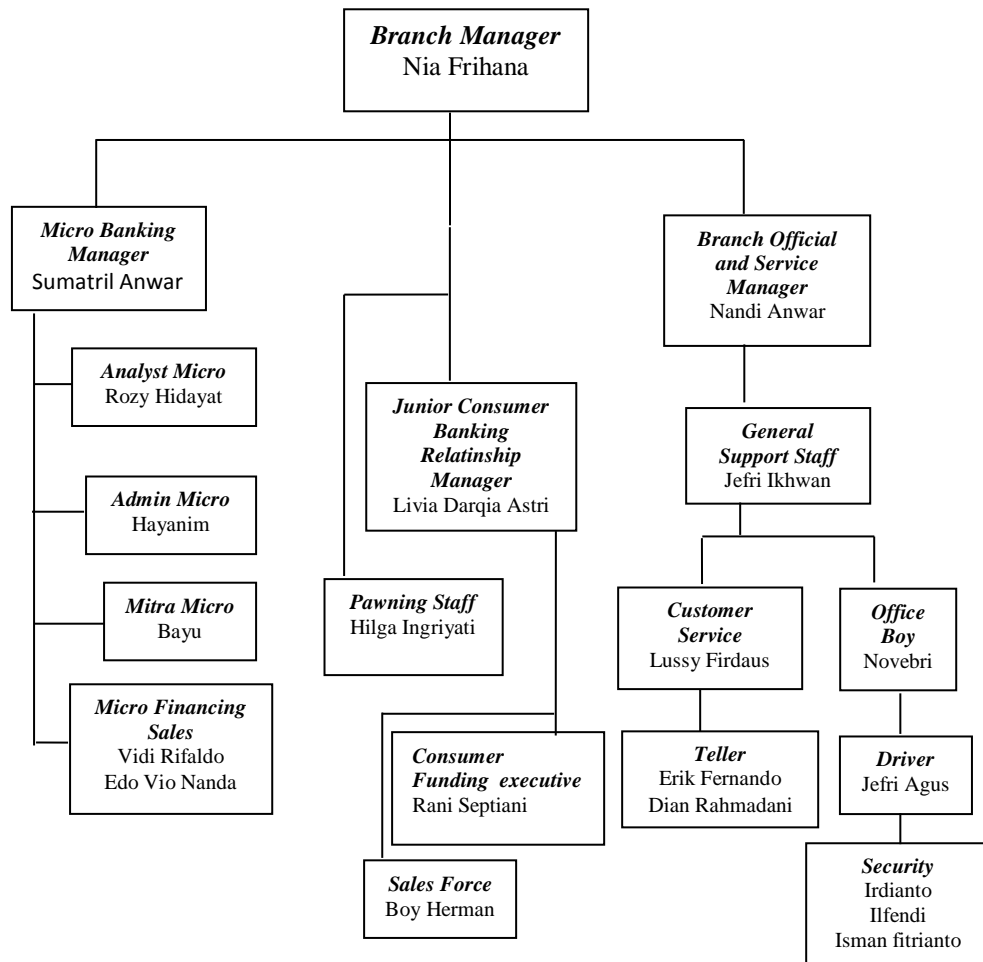 Branch Manager
Nia Frihana
Micro Banking
Manager
Sumatril Anwar
Analyst Micro
Rozy Hidayat
Admin Micro
Hayanim
Mitra Micro
Bayu
Micro Financing
Sales
Vidi Rifaldo
Edo Vio Nanda
Junior Consumer
Banking
Relatinship
Manager
Livia Darqia Astri
Pawning Staff
Hilga Ingriyati
Consumer
Funding executive
Rani Septiani
Sales Force
Boy Herman
Branch Official
and Service
Manager
Nandi Anwar
General
Support Staff
Jefri Ikhwan
Customer
Service
Lussy Firdaus
Teller
Erik Fernando
Dian Rahmadani
Office
Boy
Novebri
Driver
Jefri Agus
Security
Irdianto
Ilfendi
Isman fitrianto